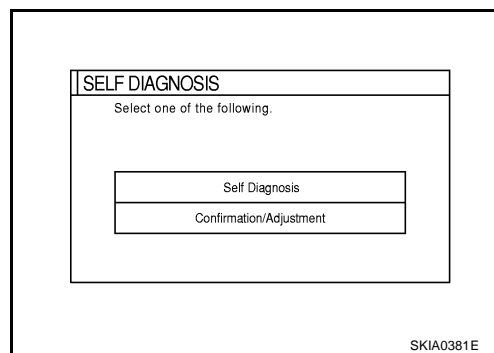 SELF DIAGNOSIS
Select one of the following.
Self Diagnosis
Confirmation/Adjustment
SKIA0381E